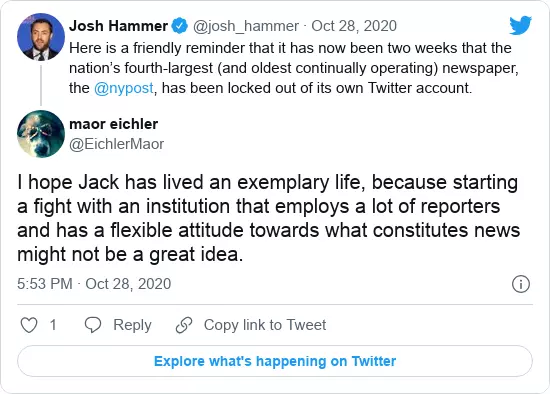 Josh Hammer @josh_hammer · Oct 28, 2020
Here is a friendly reminder that it has now been two weeks that the
nation’s fourth-largest (and oldest continually operating) newspaper,
the @nypost, has been locked out of its own Twitter account.
maor eichler
@EichlerMaor
I hope Jack has lived an exemplary life, because starting
a fight with an institution that employs a lot of reporters
and has a flexible attitude towards what constitutes news
might not be a great idea.
5:53 PM · Oct 28, 2020
1 Reply Copy link to Tweet
Explore what's happening on Twitter